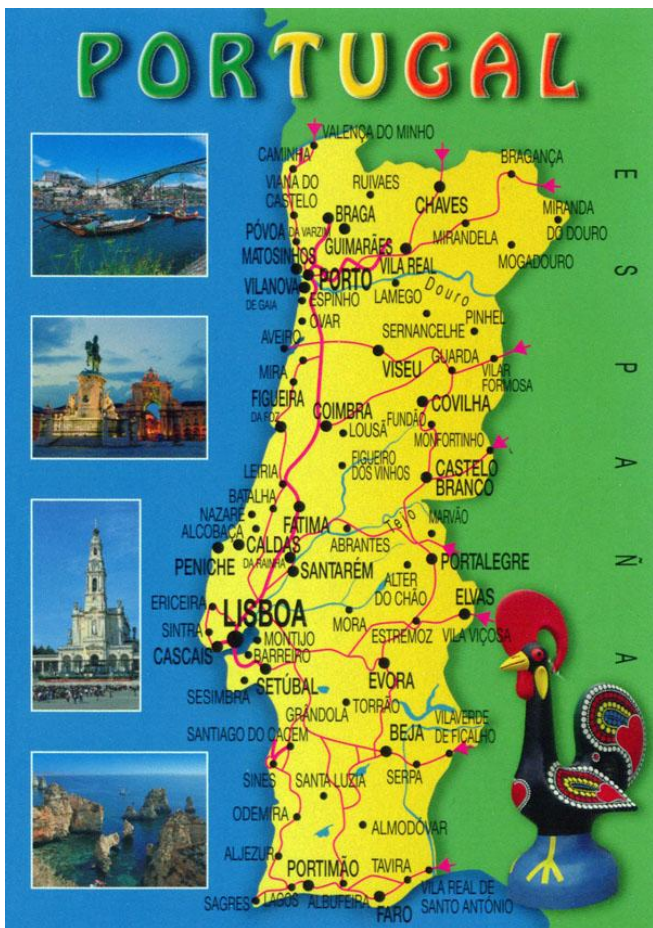 PORTUGAL
VALENÇA DO MINHO
CAMINHA
BRAGANÇA
VIANA DO
CASTELO
RUIVAES
CHAVES
MIRANDA
DO DOURO
BRAGA
PÓVOA DA VARZIM
GUIMARÃES
MIRANDELA
MATOSINHOS
VILA REAL
MOGADOURO
PORTO
VILANOVA
DE GAIA
LAMEGO
Douro
ESPINHO
OVAR
SERNANCELHE
PINHEL
AVEIRO
VISEU
GUARDA
MIRA
VILAR
FORMOSA
FIGUEIRA
DA FOZ
COIMBRA
COVILHA
LOUSÃ
FUNDÃO
MONFORTINHO
FIGUEIRO
DOS VINHOS
LEIRIA
CASTELO
BRANCO
BATALHA
NAZARÉ
FATIMA
Tejo
MARVÃO
ALCOBAÇA
ABRANTES
CALDAS
DA RAINHA
PENICHE
SANTARÉM
PORTALEGRE
ALTER
DO CHÃO
ERICEIRA
LISBOA
ELVAS
MORA
SINTRA
ESTREMOZ
VILA VIÇOSA
MONTIJO
CASCAIS
BARREIRO
SETÚBAL
EVORA
SESIMBRA
GRÂNDOLA
TORRÃO
SANTIAGO DO CACEM
BEJA
VILAVERDE
DE FICALHO
SINES
SANTA LUZIA
SERPA
ODEMIRA
ALMODÓVAR
ALJEZUR
PORTIMÃO
TAVIRA
SAGRES
LAGOS
ALBUFEIRA
FARO
VILA REAL DE
SANTO ANTÓNIO
ESPAÑA